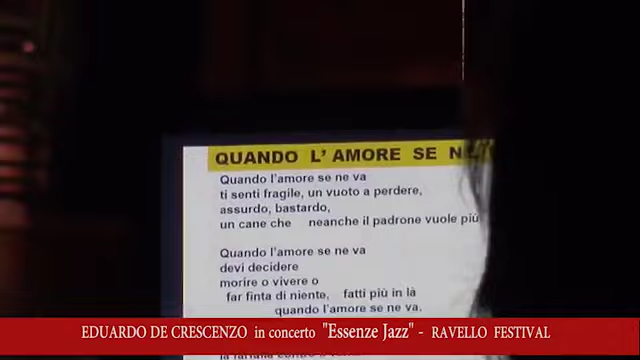 QUANDO L'AMORE SE NE
Quando l'amore se ne va
ti senti fragile, un vuoto a perdere,
assurdo, bastardo,
un cane che neanche il padrone vuole più
Quando l'amore se ne va
devi decidere
morire o vivere o
far finta di niente, fatti più in là
quando l'amore se ne va.
EDUARDO DE CRESCENZO in concerto "Essenze Jazz" - RAVELLO FESTIVAL